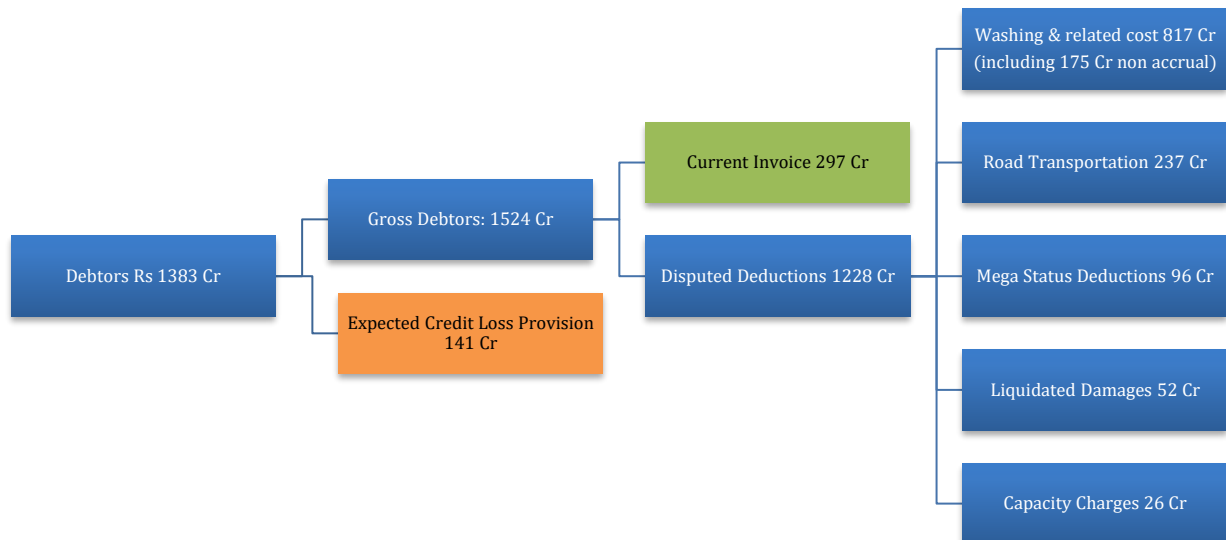 Debtors Rs 1383 Cr
Gross Debtors: 1524 Cr
Expected Credit Loss Provision
141 Cr
Current Invoice 297 Cr
Disputed Deductions 1228 Cr
Washing & related cost 817 Cr
(including 175 Cr non accrual)
Road Transportation 237 Cr
Mega Status Deductions 96 Cr
Liquidated Damages 52 Cr
Capacity Charges 26 Cr